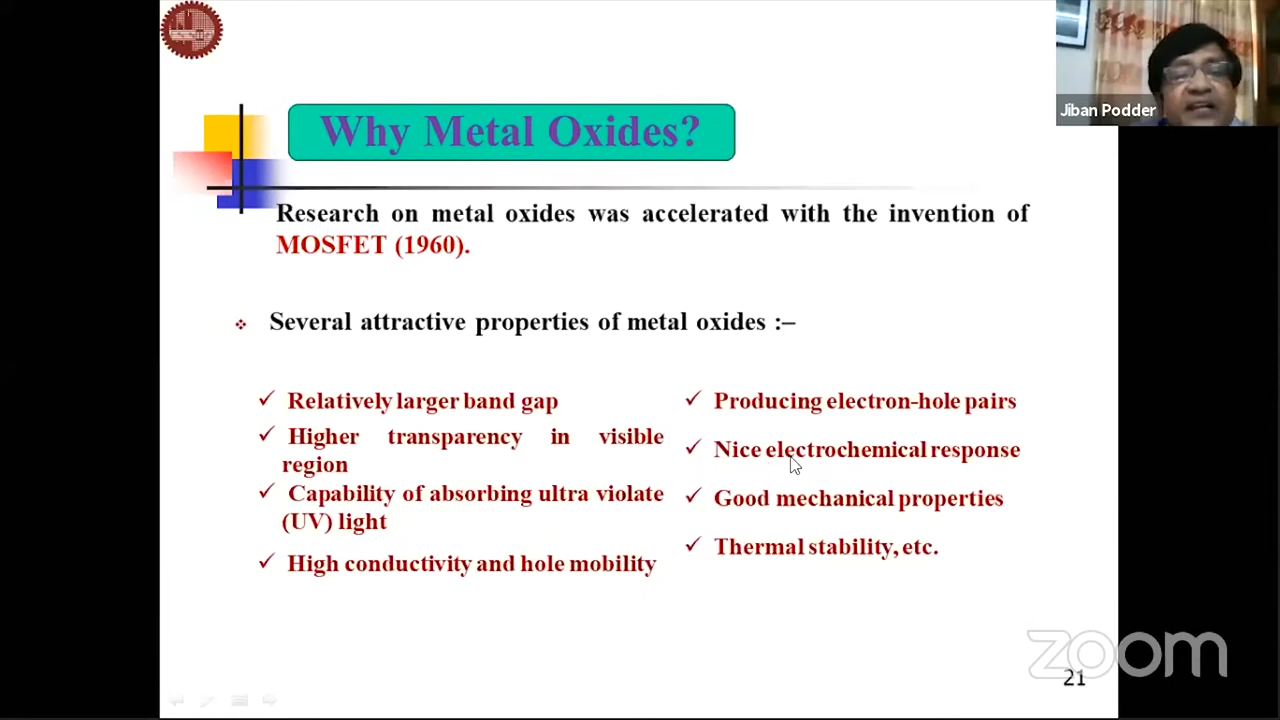 Jiban Podder
Why Metal Oxides?
Research on metal oxides was accelerated with the invention of
MOSFET (1960).
Several attractive properties of metal oxides :–
Relatively larger band gap
Higher transparency in visible
region
Capability of absorbing ultra violate
(UV) light
High conductivity and hole mobility
Producing electron-hole pairs
Nice electrochemical response
Good mechanical properties
Thermal stability, etc.
zoom
21